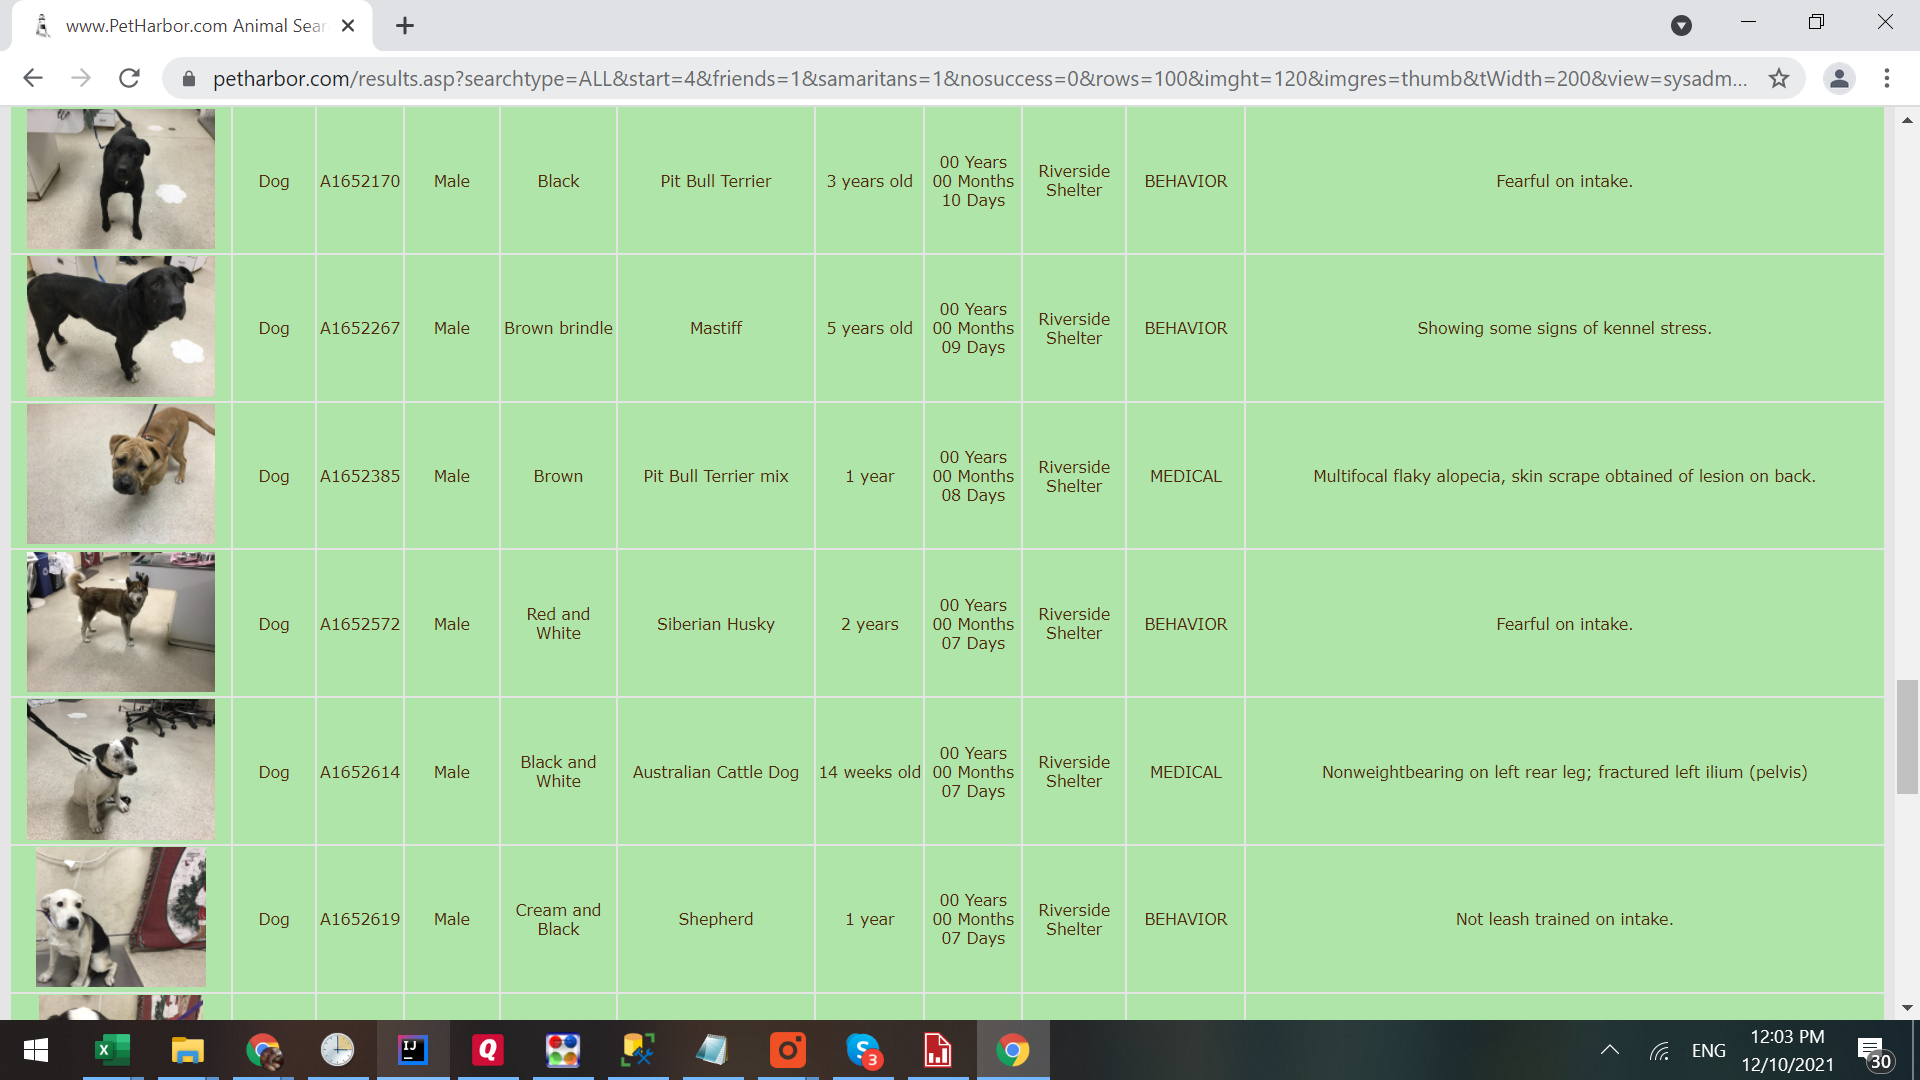 www.PetHarbor.com Animal Sear
petharbor.com/results.asp?searchtype=ALL&start=4&friends=1&samaritans=1&nosuccess=0&rows=100&imght=120&imgres=thumb&tWidth=200&view=sysadm...
Dog
A1652170
Male
Black
Pit Bull Terrier
3 years old
00 Years
00 Months
10 Days
Riverside
Shelter
BEHAVIOR
Fearful on intake.
Dog
A1652267
Male
Brown brindle
Mastiff
5 years old
00 Years
00 Months
09 Days
Riverside
Shelter
BEHAVIOR
Showing some signs of kennel stress.
Dog
A1652385
Male
Brown
Pit Bull Terrier mix
1 year
00 Years
00 Months
08 Days
Riverside
Shelter
MEDICAL
Multifocal flaky alopecia, skin scrape obtained of lesion on back.
Dog
A1652572
Male
Red and
White
Siberian Husky
2 years
00 Years
00 Months
07 Days
Riverside
Shelter
BEHAVIOR
Fearful on intake.
Dog
A1652614
Male
Black and
White
Australian Cattle Dog
14 weeks old
00 Years
00 Months
07 Days
Riverside
Shelter
MEDICAL
Nonweightbearing on left rear leg; fractured left ilium (pelvis)
Dog
A1652619
Male
Cream and
Black
Shepherd
1 year
00 Years
00 Months
07 Days
Riverside
Shelter
BEHAVIOR
Not leash trained on intake.
X
IJ
Q
S
3
ENG
12:03 PM
12/10/2021
30